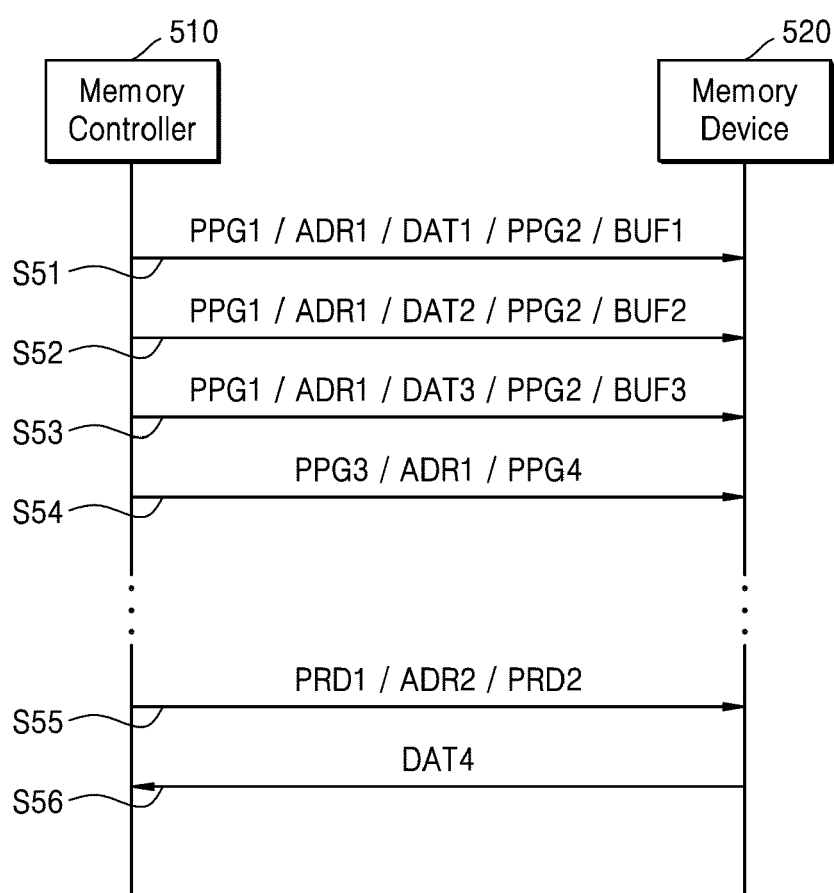 510
520
Memory
Controller
Memory
Device
PPG1 / ADR1 / DAT1 / PPG2 / BUF1
S51
PPG1 / ADR1 / DAT2 / PPG2 / BUF2
S52
PPG1 / ADR1 / DAT3 / PPG2 / BUF3
S53
PPG3 / ADR1 / PPG4
S54
PRD1 / ADR2 / PRD2
S55
DAT4
S56